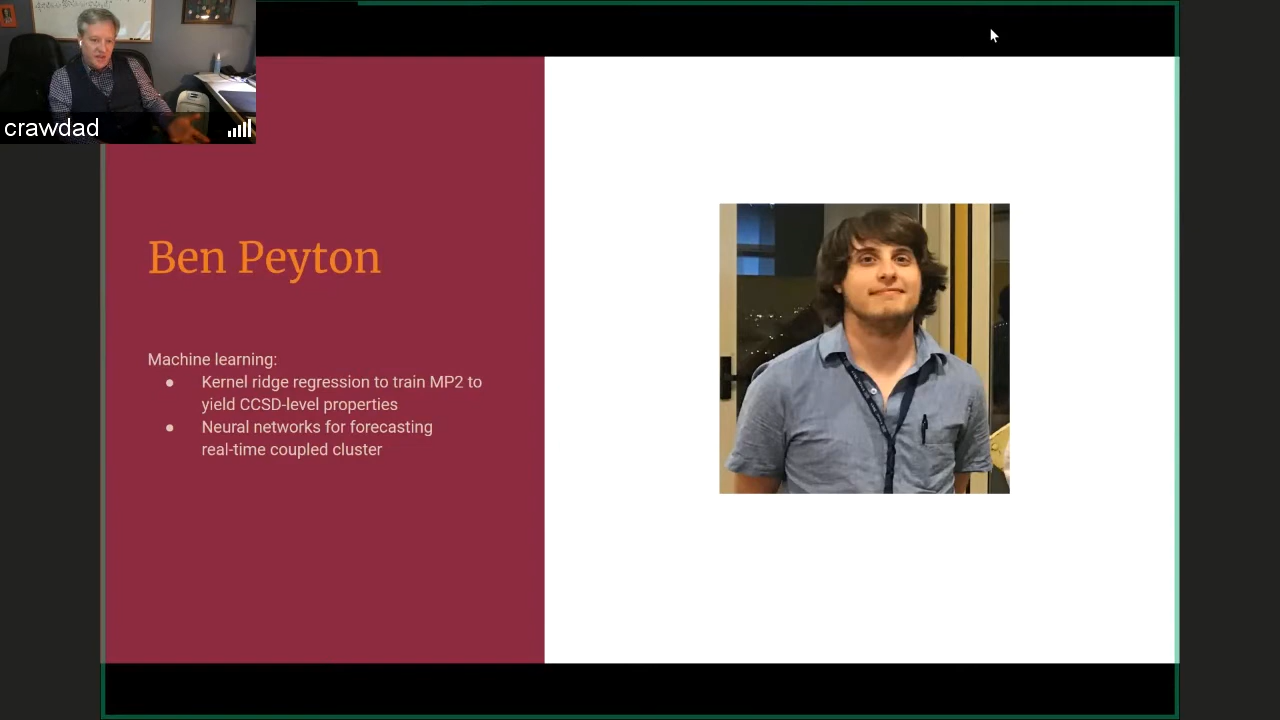 crawdad
Ben Peyton
Machine learning:
● Kernel ridge regression to train MP2 to
yield CCSD-level properties
● Neural networks for forecasting
real-time coupled cluster